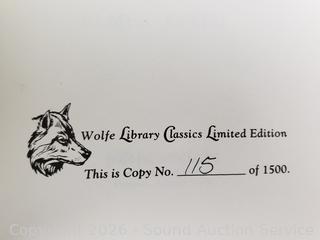 Wolfe Library Classics Limited Edition
This is Copy No. 115 of 1500.
Copyright 2026 - Sound Auction Service